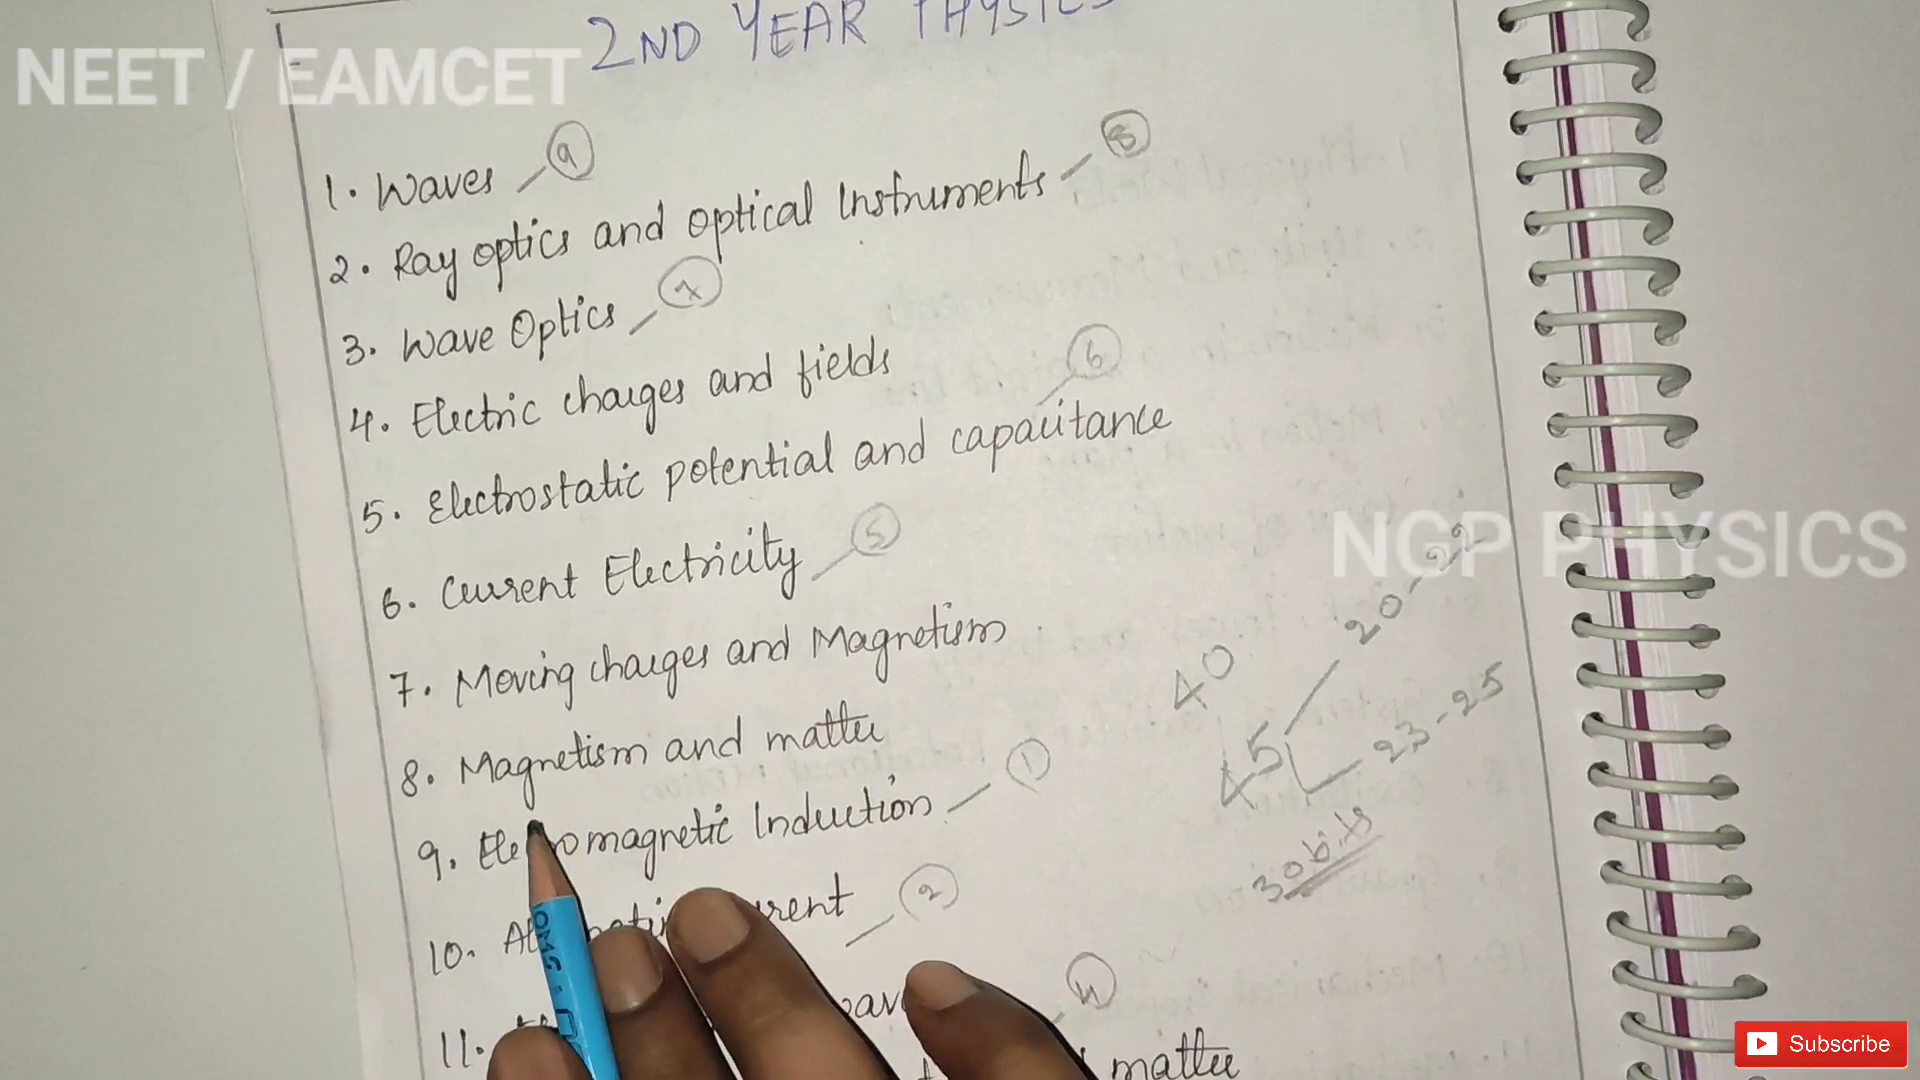 2ND YEAR PHYSICS
NEET / EAMCET
1. Waves 9
2. Ray optics and optical Instruments 8
3. Wave Optics 7
4. Electric charges and fields
5. Electrostatic potential and capacitance 6
6. Current Electricity 5
7. Moving charges and Magnetism
8. Magnetism and matter
9. Electromagnetic Induction 1
10. current 2
11.
matter
NGP PHYSICS
40
45
20-22
23-25
30 bits
Subscribe